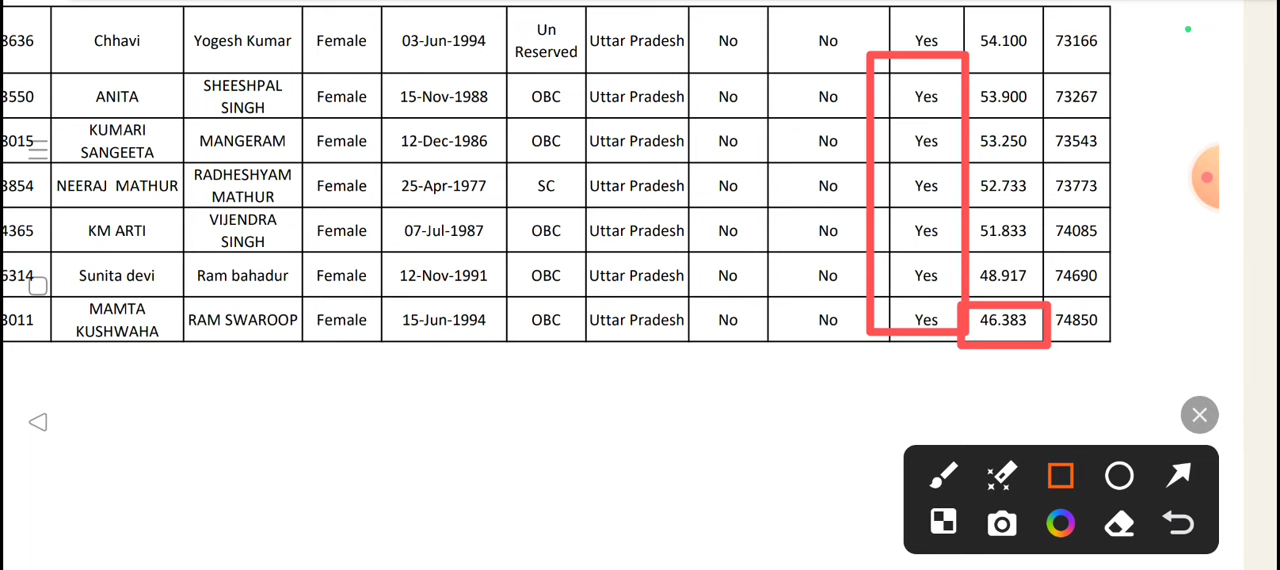 3636 Chhavi Yogesh Kumar Female 03-Jun-1994 Un Reserved Uttar Pradesh No No Yes 54.100 73166
3550 ANITA SHEESHPAL SINGH Female 15-Nov-1988 OBC Uttar Pradesh No No Yes 53.900 73267
KUMARI SANGEETA MANGERAM Female 12-Dec-1986 OBC Uttar Pradesh No No Yes 53.250 73543
3854 NEERAJ MATHUR RADHESHYAM MATHUR Female 25-Apr-1977 SC Uttar Pradesh No No Yes 52.733 73773
4365 KM ARTI VIJENDRA SINGH Female 07-Jul-1987 OBC Uttar Pradesh No No Yes 51.833 74085
Sunita devi Ram bahadur Female 12-Nov-1991 OBC Uttar Pradesh No No Yes 48.917 74690
MAMTA KUSHWAHA RAM SWAROOP Female 15-Jun-1994 OBC Uttar Pradesh No No Yes 46.383 74850